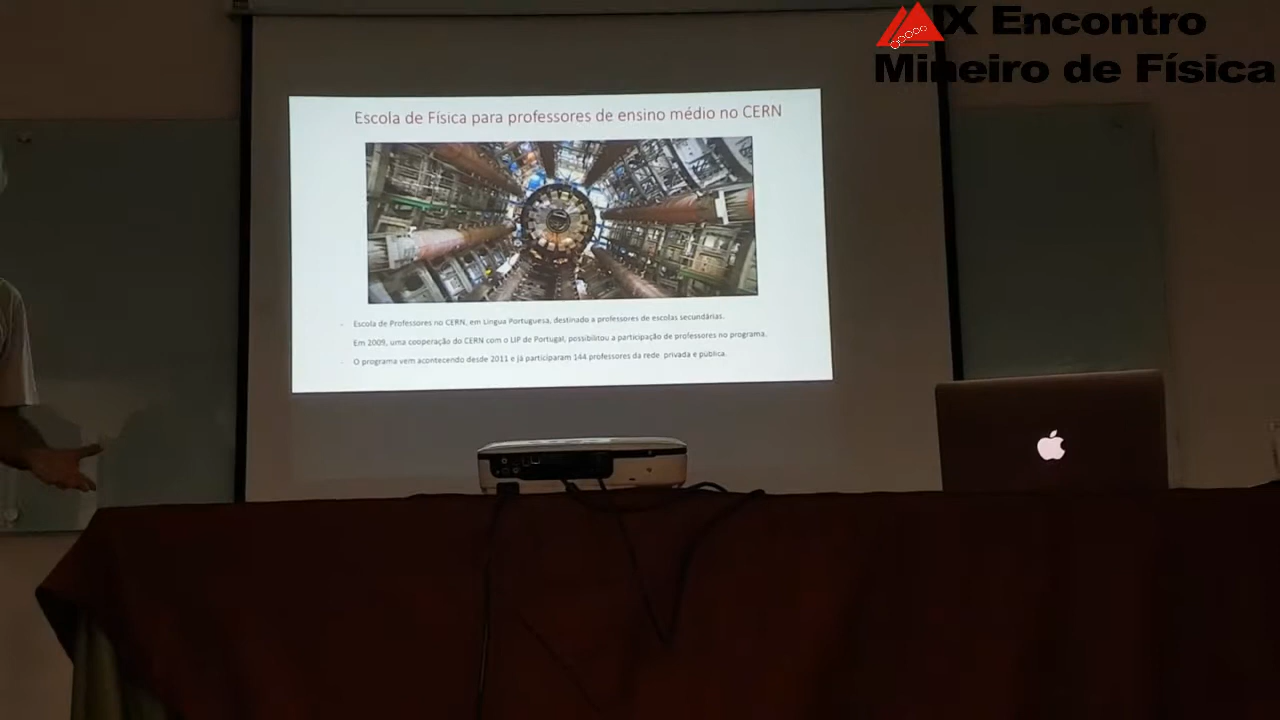 IX Encontro
Mineiro de Física
Escola de Física para professores de ensino médio no CERN
- Escola de Professores no CERN, em Língua Portuguesa, destinado a professores de escolas secundárias.
Em 2009, uma cooperação do CERN com o LIP de Portugal, possibilitou a participação de professores no programa.
- O programa vem acontecendo desde 2011 e já participaram 144 professores da rede privada e pública.